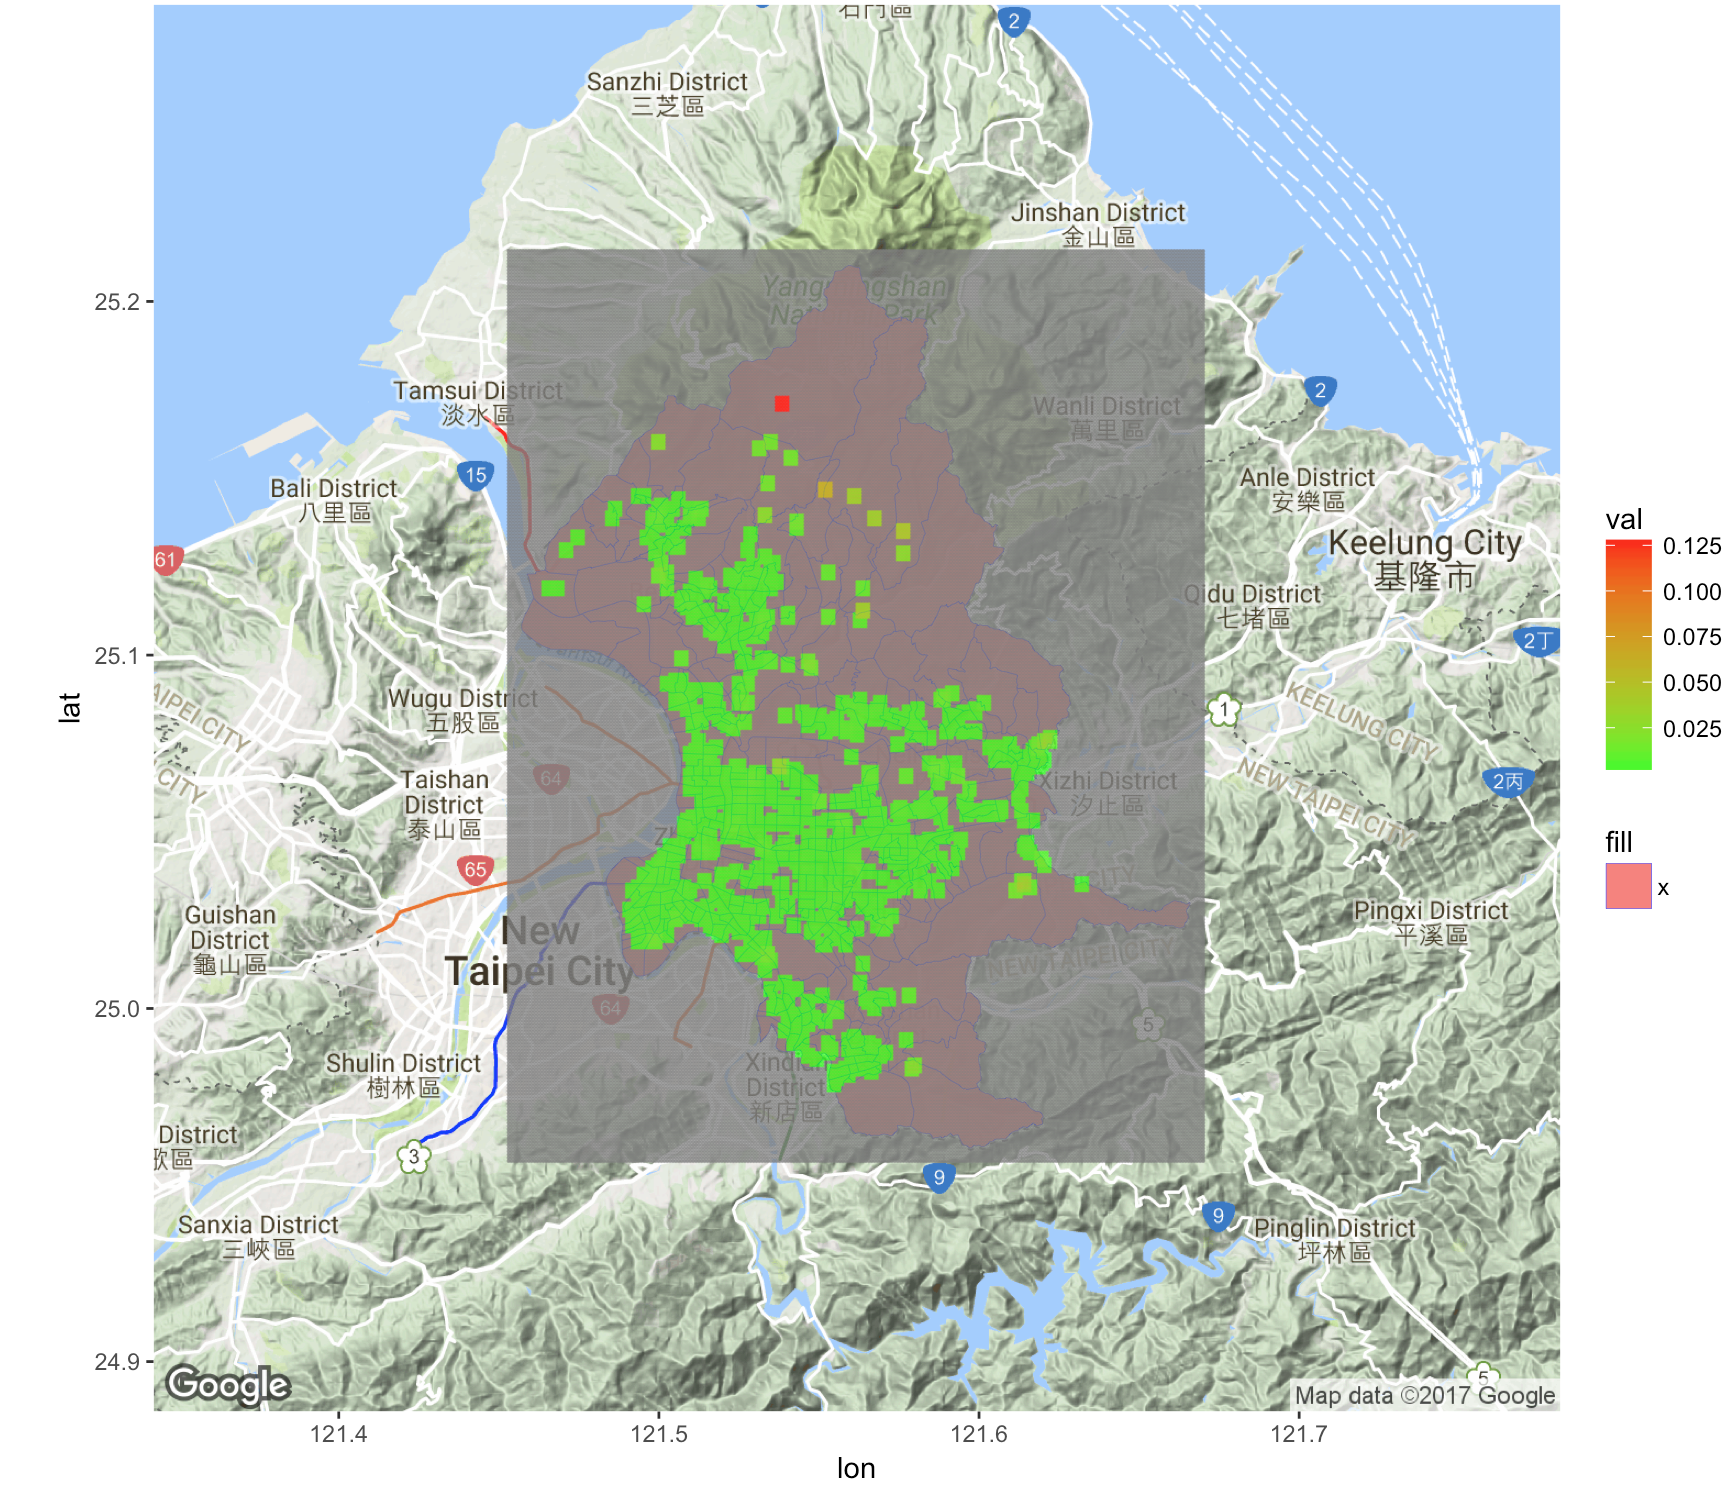 石門區
2
Sanzhi District
三芝區
Jinshan District
金山區
Yangmingshan
National Park
25.2
Tamsui District
淡水區
2
Wanli District
萬里區
15
Bali District
八里區
Anle District
安樂區
61
Keelung City
基隆市
Qidu District
七堵區
2丁
25.1
Tamsui
Wugu District
五股區
TAIPEI CITY
CITY
1
KEELUNG CITY
NEW TAIPEI CITY
Taishan
District
泰山區
64
Xizhi District
汐止區
2丙
65
CITY
Guishan
District
龜山區
New
Taipei City
Pingxi District
平溪區
NEW TAIPEI CITY
25.0
64
5
Shulin District
樹林區
Xindian
District
新店區
District
歌區
3
9
9
Sanxia District
三峽區
Pinglin District
坪林區
24.9
Google
5
Map data ©2017 Google
121.4
121.5
121.6
121.7
lon
lat
val
0.125
0.100
0.075
0.050
0.025
fill
x